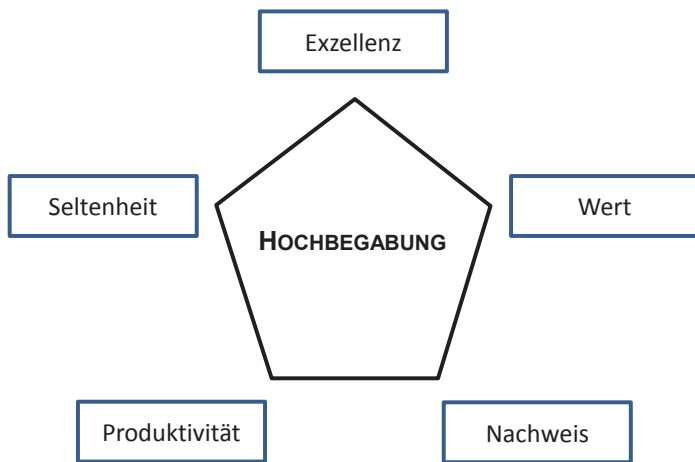 Exzellenz
Seltenheit
Wert
HOCHBEGABUNG
Produktivität
Nachweis